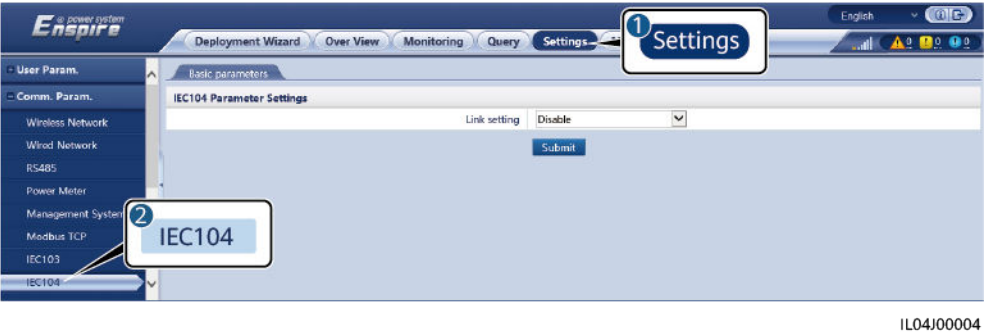 Enspire
e power system
English
Deployment Wizard Over View Monitoring Query Settings
1 Settings
User Param.
Comm. Param.
Wireless Network
Wired Network
RS485
Power Meter
Management System
Modbus TCP
IEC103
IEC104
Basic parameters
IEC104 Parameter Settings
Link setting Disable
Submit
2
IEC104
IL04J00004